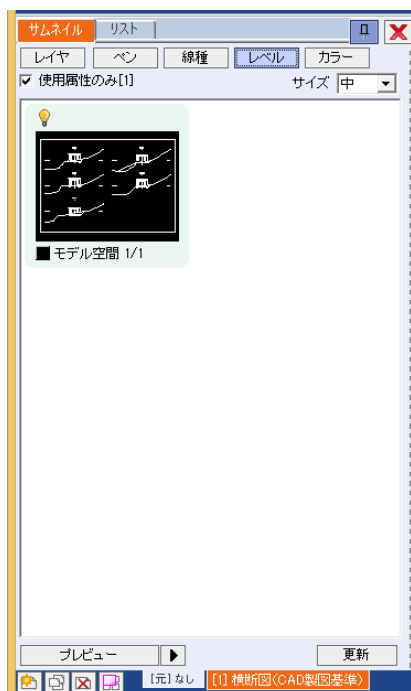 サムネイル リスト
レイヤ ペン 線種 レベル カラー
使用属性のみ[1] サイズ 中
モデル空間 1/1
プレビュー 更新
[元] なし [1] 横断図(CAD製図基準)